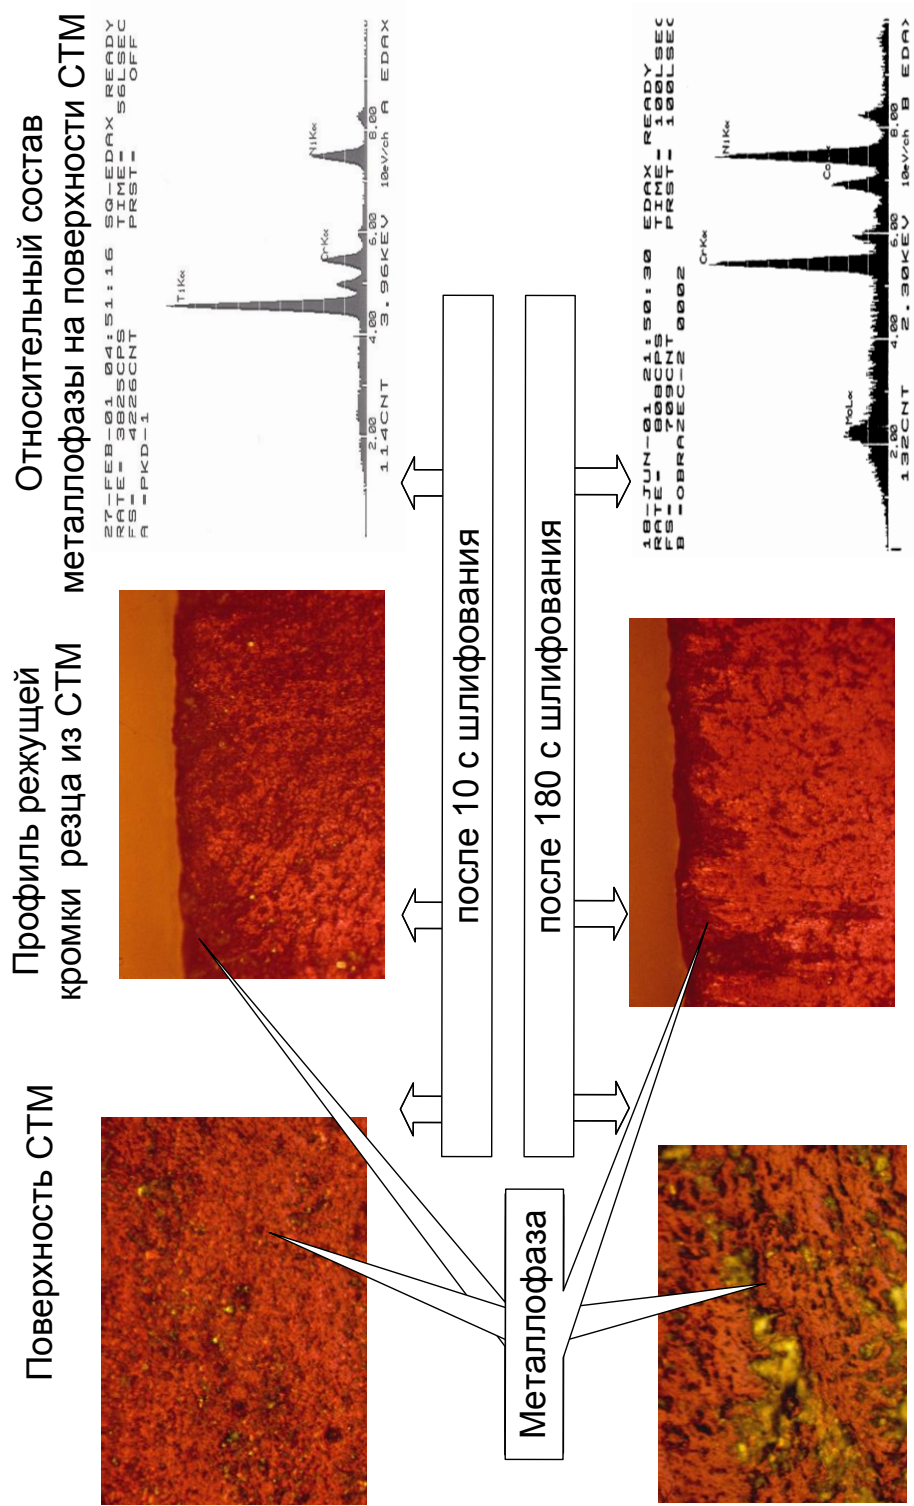 Поверхность СТМ
Профиль режущей
кромки резца из СТМ
Относительный состав
металлофазы на поверхности СТМ
27-FEB-01 04:51:16 SQ-EDAX READY
RATE= 3825CPS TIME= 56LSEC
FS= 4226CNT PRST= OFF
A =PKD-1
TiKα
CrKα
NiKα
2.00 4.00 6.00 8.00
114CNT 3.96KEV 10eV/ch A EDAX
после 10 с шлифования
после 180 с шлифования
Металлофаза
18-JUN-01 21:50:30 EDAX READY
RATE= 808CPS TIME= 100LSEC
FS= 709CNT PRST= 100LSEC
B =OBRAZEC-2 0002
MoLα
CrKα
NiKα
2.00 4.00 6.00 8.00
132CNT 2.30KEV 10eV/ch B EDAX